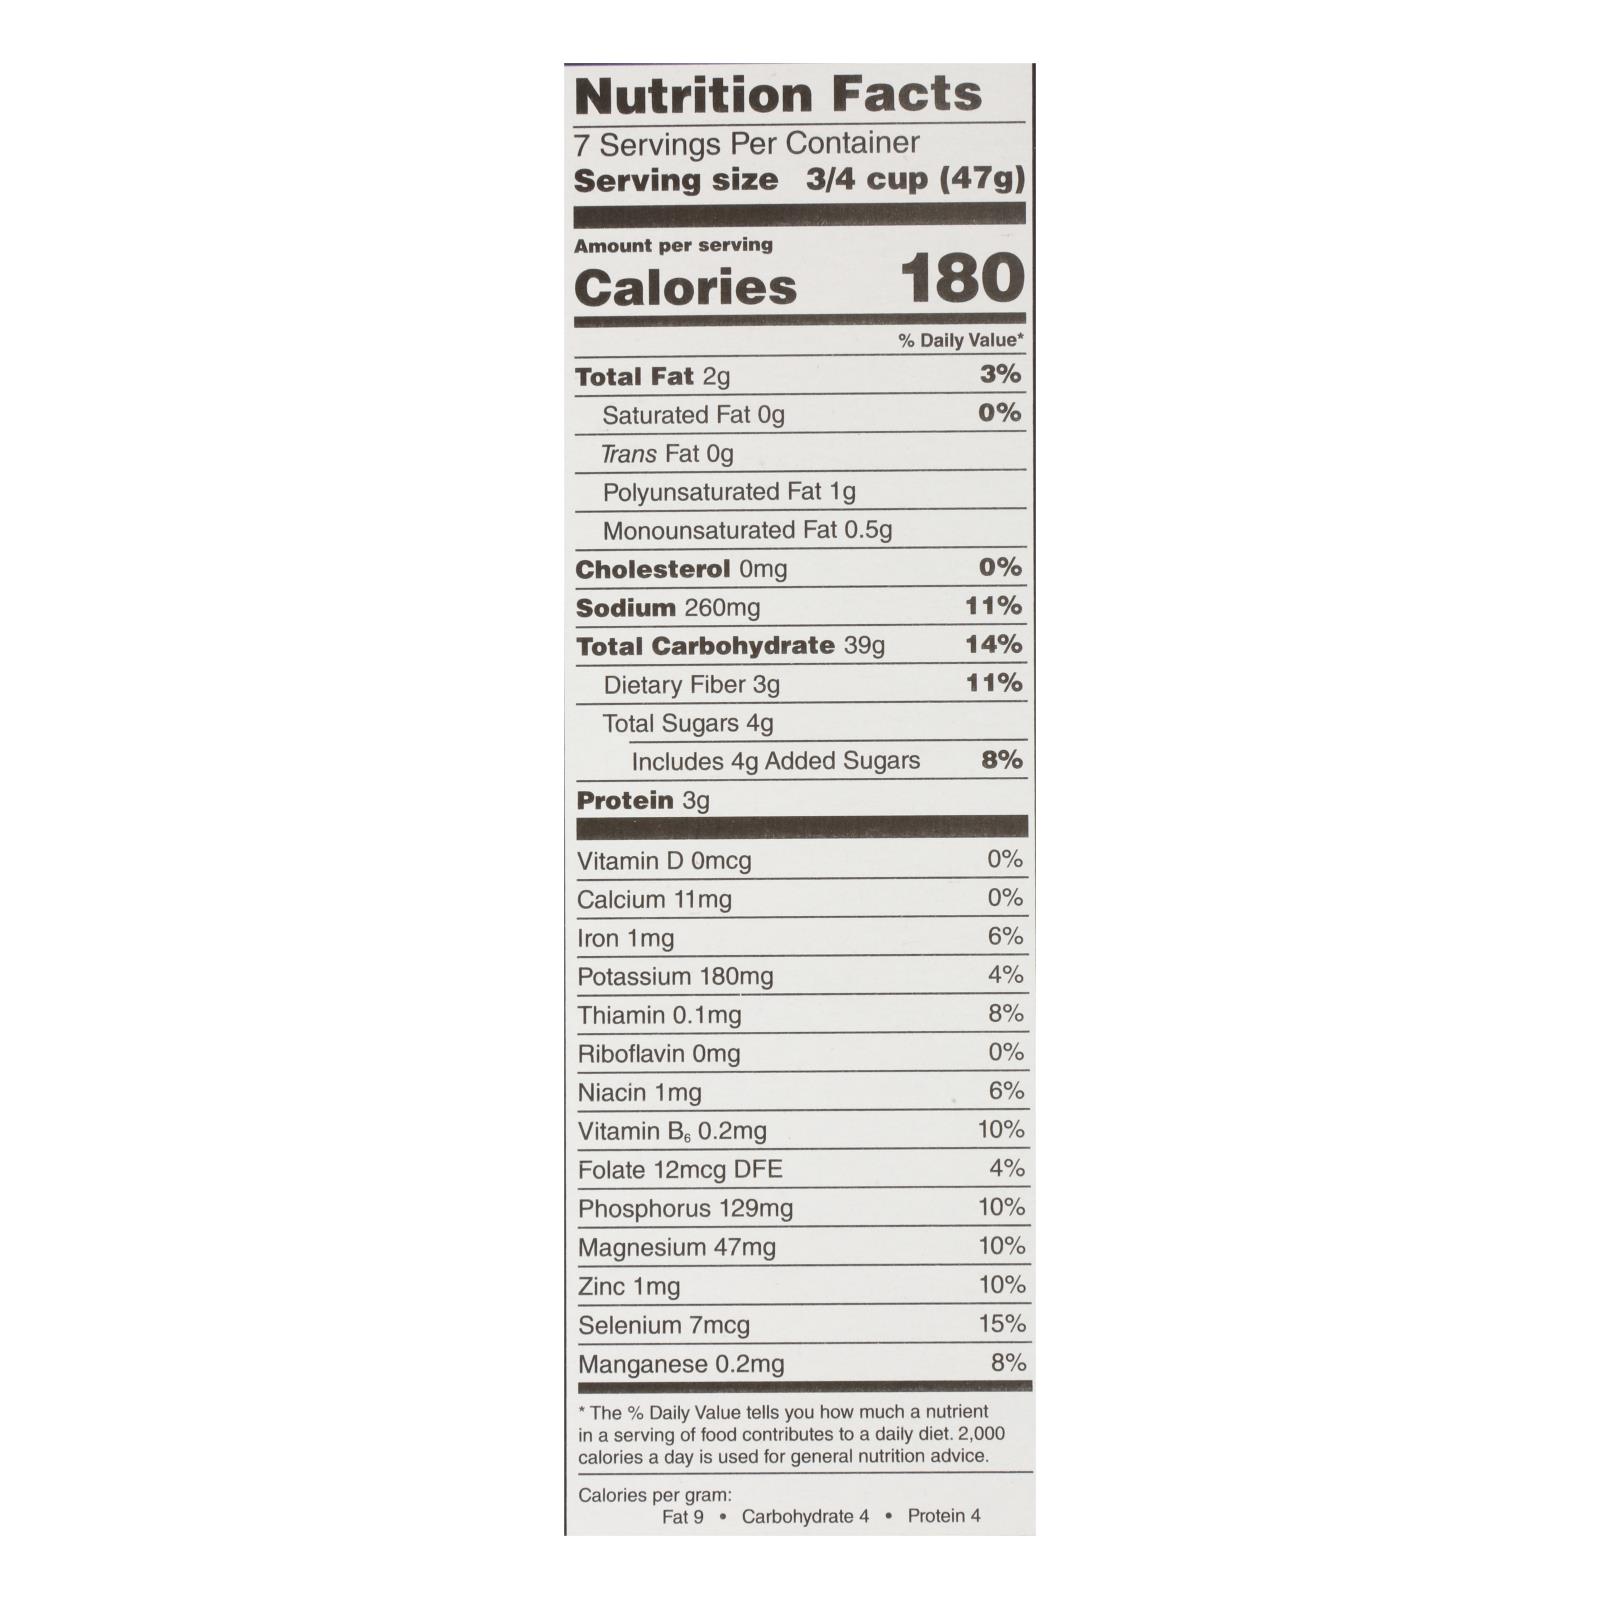 Nutrition Facts
7 Servings Per Container
Serving size 3/4 cup (47g)
Amount per serving
Calories 180
% Daily Value*
Total Fat 2g 3%
Saturated Fat 0g 0%
Trans Fat 0g
Polyunsaturated Fat 1g
Monounsaturated Fat 0.5g
Cholesterol 0mg 0%
Sodium 260mg 11%
Total Carbohydrate 39g 14%
Dietary Fiber 3g 11%
Total Sugars 4g
Includes 4g Added Sugars 8%
Protein 3g
Vitamin D 0mcg 0%
Calcium 11mg 0%
Iron 1mg 6%
Potassium 180mg 4%
Thiamin 0.1mg 8%
Riboflavin 0mg 0%
Niacin 1mg 6%
Vitamin B₆ 0.2mg 10%
Folate 12mcg DFE 4%
Phosphorus 129mg 10%
Magnesium 47mg 10%
Zinc 1mg 10%
Selenium 7mcg 15%
Manganese 0.2mg 8%
* The % Daily Value tells you how much a nutrient
in a serving of food contributes to a daily diet. 2,000
calories a day is used for general nutrition advice.
Calories per gram:
Fat 9 • Carbohydrate 4 • Protein 4